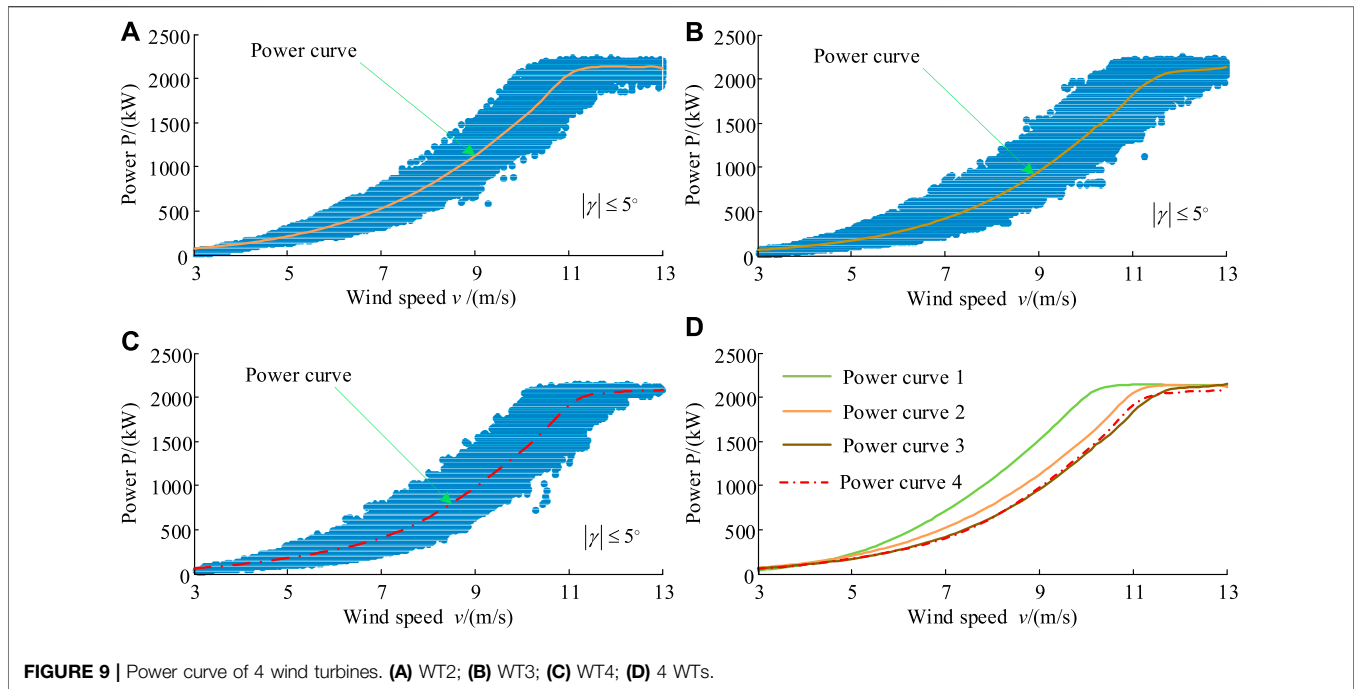 A
2500
2000
1500
1000
500
0
Power P/(kW)
Power curve
|γ| ≤ 5°
3 5 7 9 11 13
Wind speed v /(m/s)
B
2500
2000
1500
1000
500
0
Power P/(kW)
Power curve
|γ| ≤ 5°
3 5 7 9 11 13
Wind speed v/(m/s)
C
2500
2000
1500
1000
500
0
Power P/(kW)
Power curve
|γ| ≤ 5°
3 5 7 9 11 13
Wind speed v/(m/s)
D
2500
2000
1500
1000
500
0
Power P/(kW)
Power curve 1
Power curve 2
Power curve 3
Power curve 4
3 5 7 9 11 13
Wind speed v/(m/s)
FIGURE 9 | Power curve of 4 wind turbines. (A) WT2; (B) WT3; (C) WT4; (D) 4 WTs.